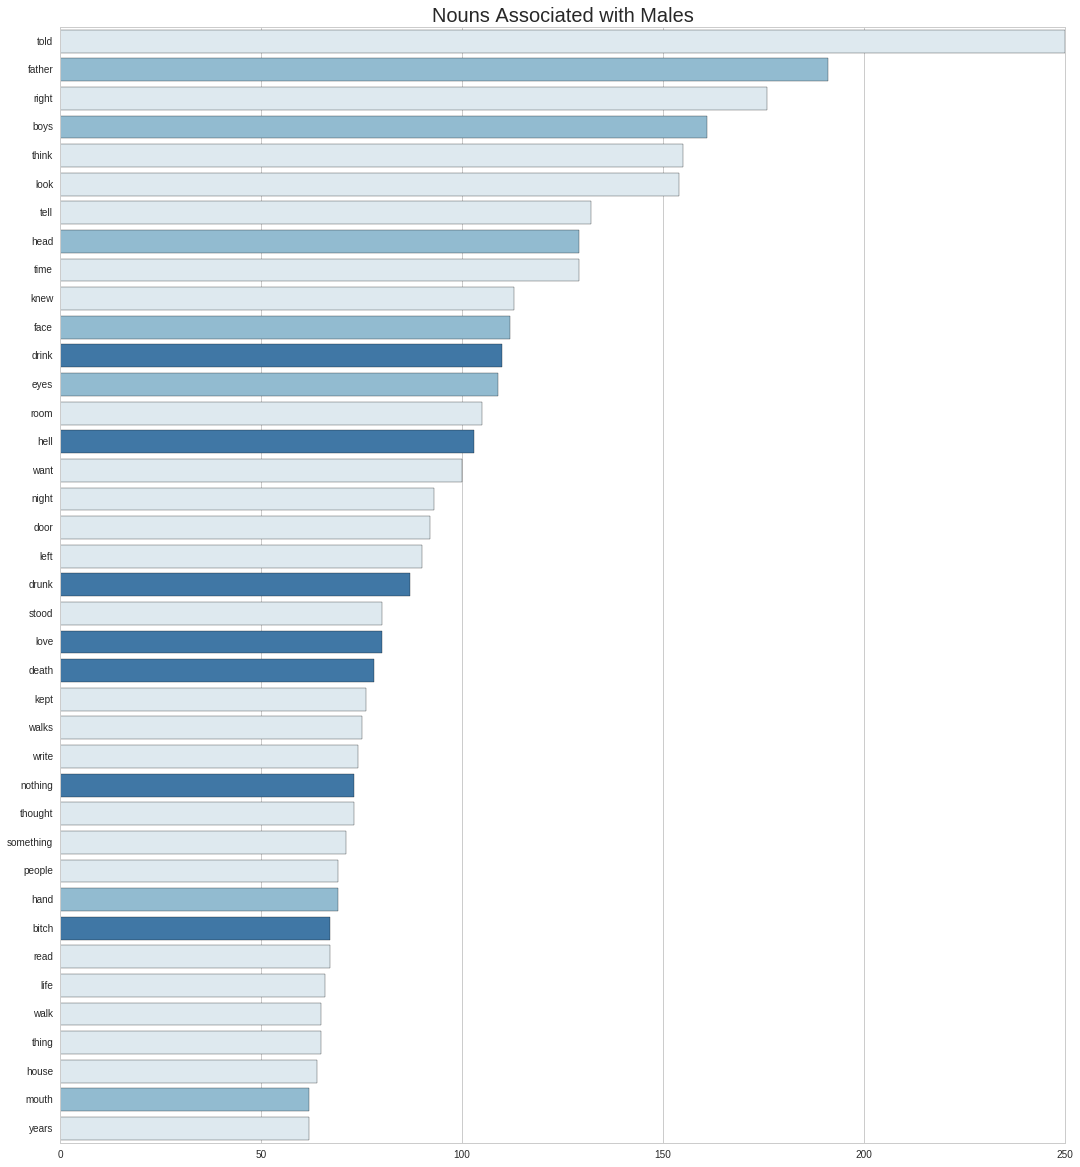 Nouns Associated with Males
told
father
right
boys
think
look
tell
head
time
knew
face
drink
eyes
room
hell
want
night
door
left
drunk
stood
love
death
kept
walks
write
nothing
thought
something
people
hand
bitch
read
life
walk
thing
house
mouth
years
0 50 100 150 200 250